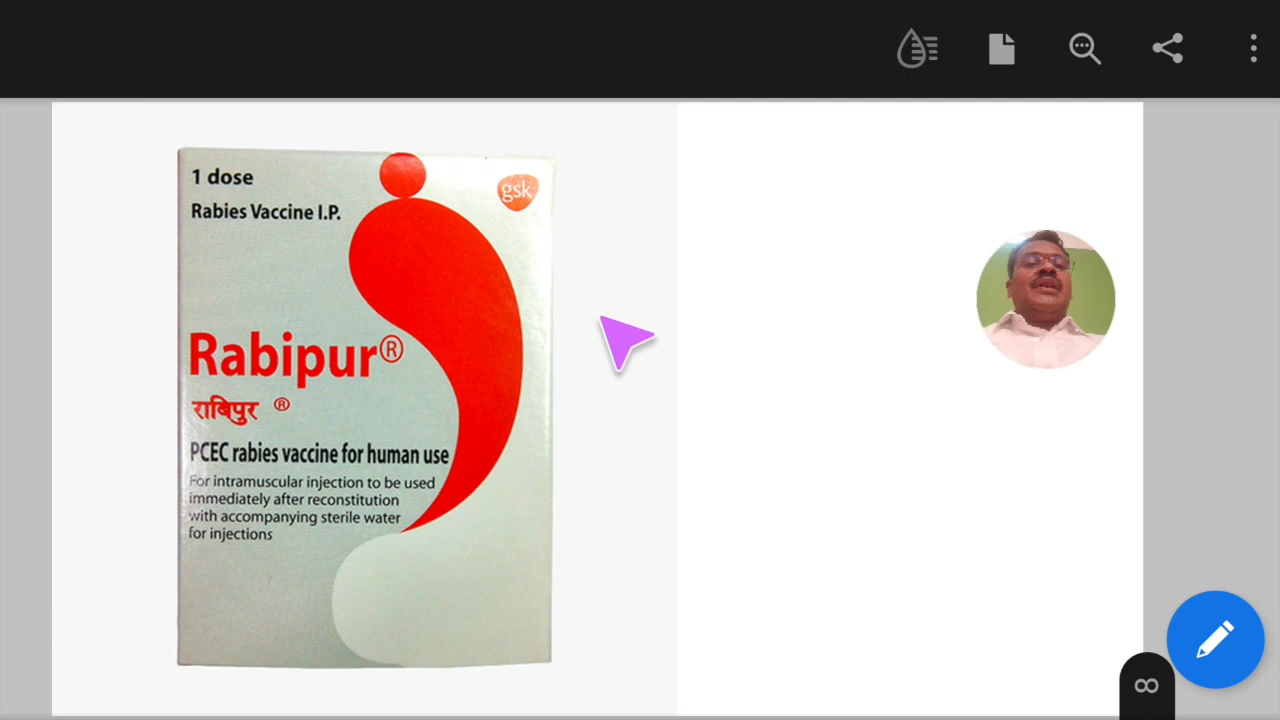 1 dose
gsk
Rabies Vaccine I.P.
Rabipur®
राबिपुर ®
PCEC rabies vaccine for human use
For intramuscular injection to be used
immediately after reconstitution
with accompanying sterile water
for injections
8